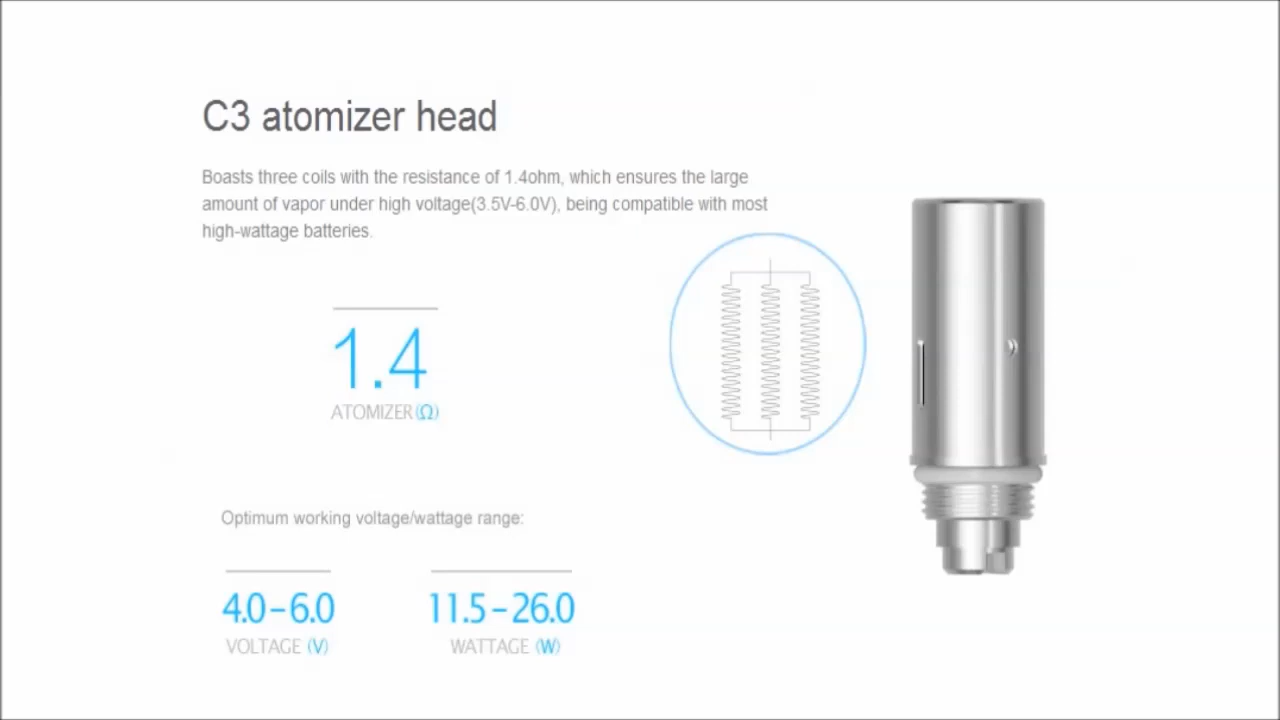 C3 atomizer head
Boasts three coils with the resistance of 1.4ohm, which ensures the large
amount of vapor under high voltage(3.5V-6.0V), being compatible with most
high-wattage batteries.
1.4
ATOMIZER(Ω)
Optimum working voltage/wattage range:
4.0–6.0 11.5–26.0
VOLTAGE (V) WATTAGE (W)